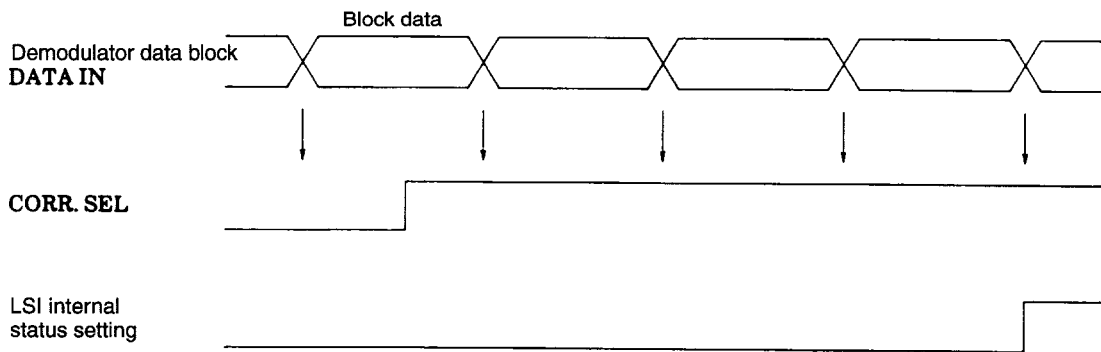 Block data
Demodulator data block
DATA IN
CORR. SEL
LSI internal
status setting